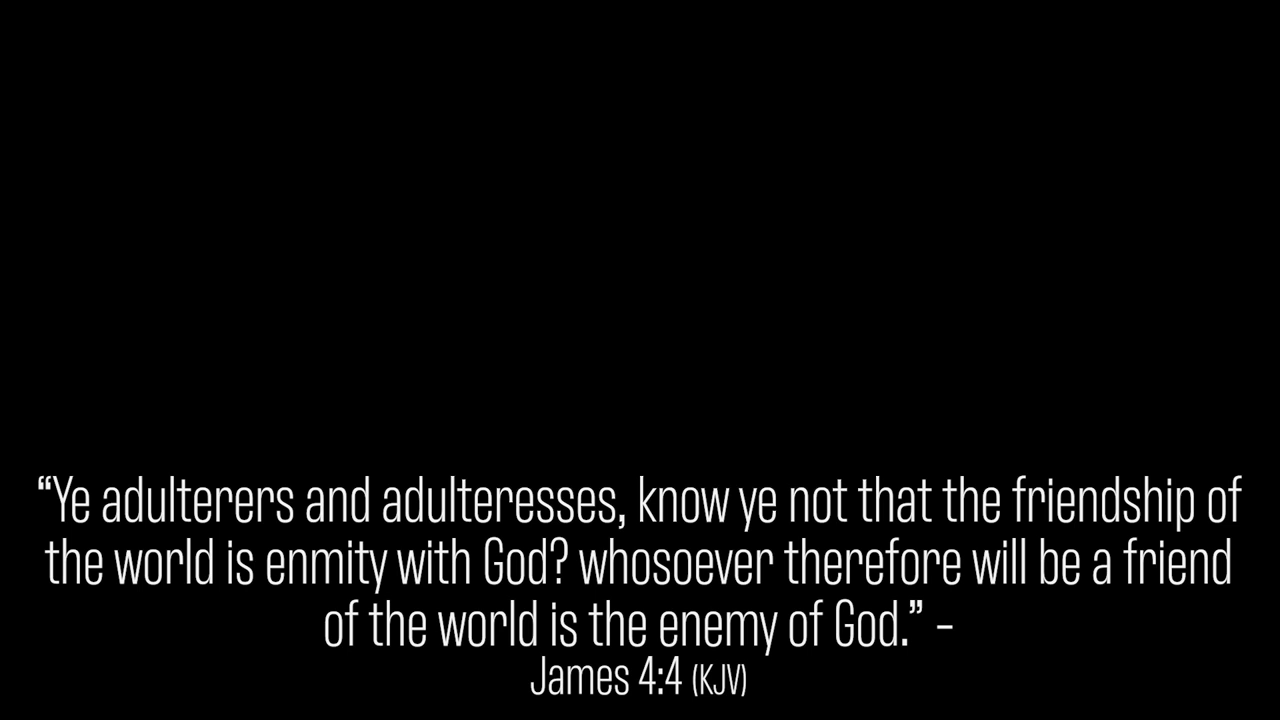 “Ye adulterers and adulteresses, know ye not that the friendship of
the world is enmity with God? whosoever therefore will be a friend
of the world is the enemy of God.” -
James 4:4 (KJV)